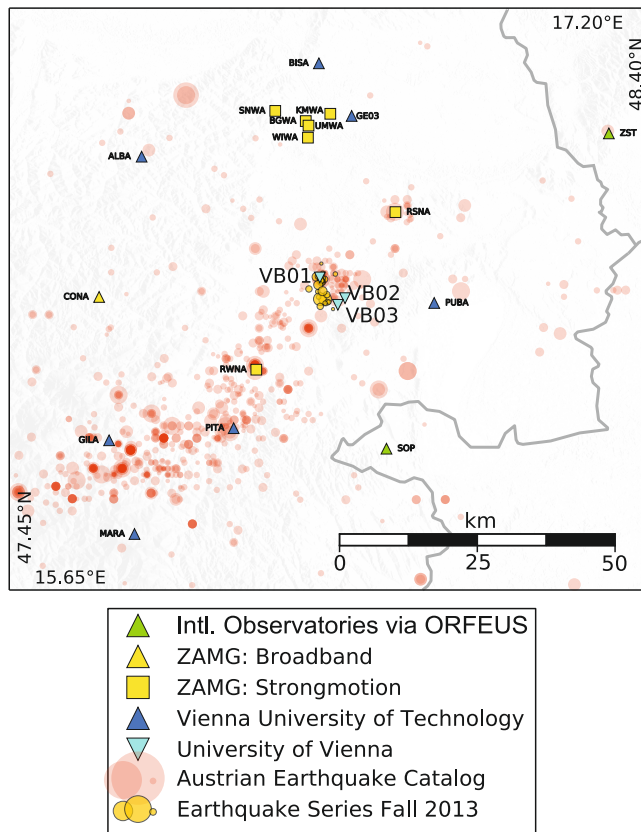 17.20°E
48.40°N
BISA
SNWA
KMWA
BGWA
GE03
UMWA
WIWA
ZST
ALBA
RSNA
VB01
VB02
CONA
PUBA
VB03
RWNA
PITA
GILA
SOP
47.45°N
MARA
km
0
25
50
15.65°E
Intl. Observatories via ORFEUS
ZAMG: Broadband
ZAMG: Strongmotion
Vienna University of Technology
University of Vienna
Austrian Earthquake Catalog
Earthquake Series Fall 2013